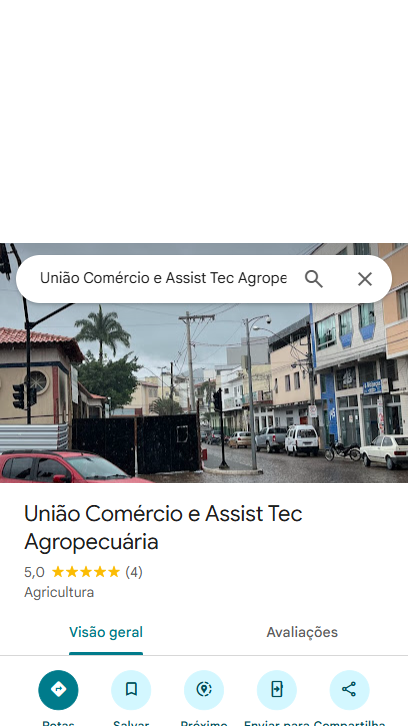 União Comércio e Assist Tec Agrope
União Comércio e Assist Tec
Agropecuária
5,0 (4)
Agricultura
Visão geral Avaliações
Rotas Salvar Próximo Enviar para Compartilha